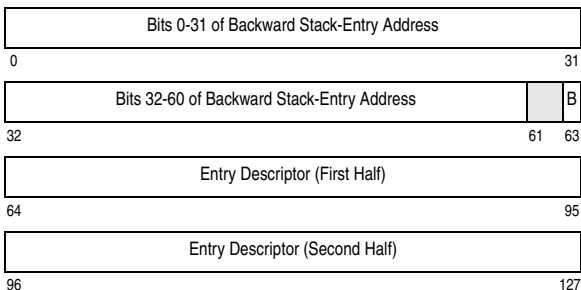 Bits 0-31 of Backward Stack-Entry Address
0 31
Bits 32-60 of Backward Stack-Entry Address B
32 61 63
Entry Descriptor (First Half)
64 95
Entry Descriptor (Second Half)
96 127